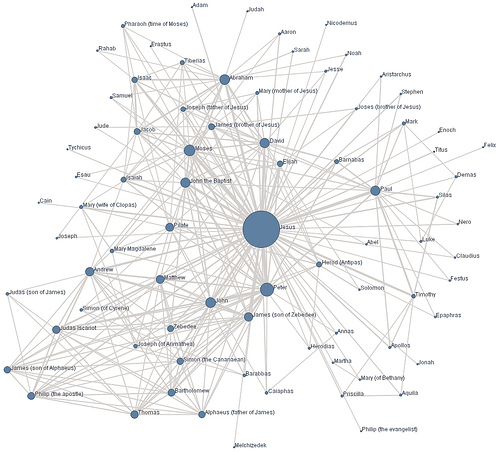 Adam
Judah
Pharaoh (time of Moses)
Nicodemus
Aaron
Rahab
Erastus
Sarah
Noah
Tiberias
Jesse
Isaac
Abraham
Aristarchus
Samuel
Mary (mother of Jesus)
Stephen
Joseph (father of Jesus)
Joses (brother of Jesus)
Jude
James (brother of Jesus)
Mark
Jacob
Enoch
David
Felix
Tychicus
Moses
Titus
Elijah
Barnabas
Esau
Isaiah
John the Baptist
Demas
Paul
Silas
Cain
Mary (wife of Clopas)
Nero
Pilate
Jesus
Joseph
Abel
Luke
Mary Magdalene
Claudius
Herod (Antipas)
Andrew
Matthew
Festus
Judas (son of James)
Peter
Solomon
Timothy
John
Simon (of Cyrene)
James (son of Zebedee)
Epaphras
Judas Iscariot
Zebedee
Annas
Joseph (of Arimathea)
Herodias
Apollos
Simon (the Canaanean)
Martha
Jonah
James (son of Alphaeus)
Barabbas
Mary (of Bethany)
Philip (the apostle)
Bartholomew
Caiaphas
Priscilla
Aquila
Thomas
Alphaeus (father of James)
Philip (the evangelist)
Melchizedek